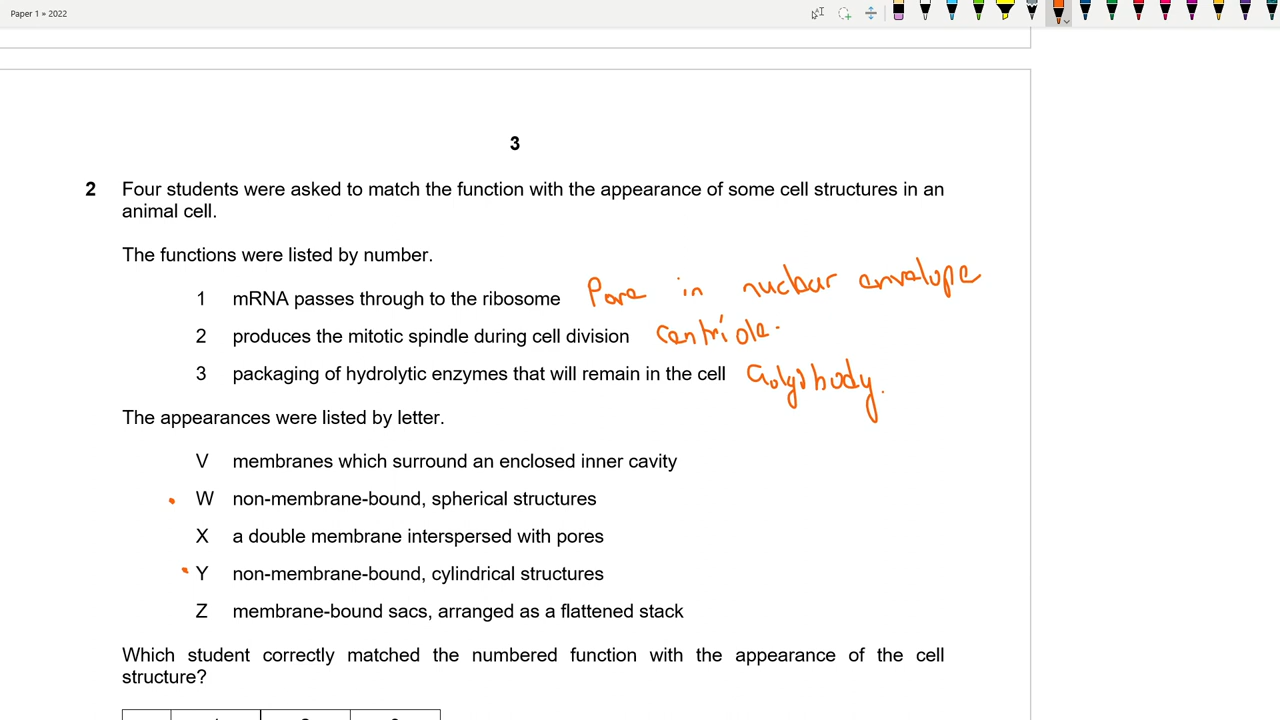 Paper 1 » 2022
3
2 Four students were asked to match the function with the appearance of some cell structures in an
animal cell.
The functions were listed by number.
1 mRNA passes through to the ribosome Pore in nuclear envelope
2 produces the mitotic spindle during cell division centriole.
3 packaging of hydrolytic enzymes that will remain in the cell Golgi body.
The appearances were listed by letter.
V membranes which surround an enclosed inner cavity
W non-membrane-bound, spherical structures
X a double membrane interspersed with pores
Y non-membrane-bound, cylindrical structures
Z membrane-bound sacs, arranged as a flattened stack
Which student correctly matched the numbered function with the appearance of the cell
structure?